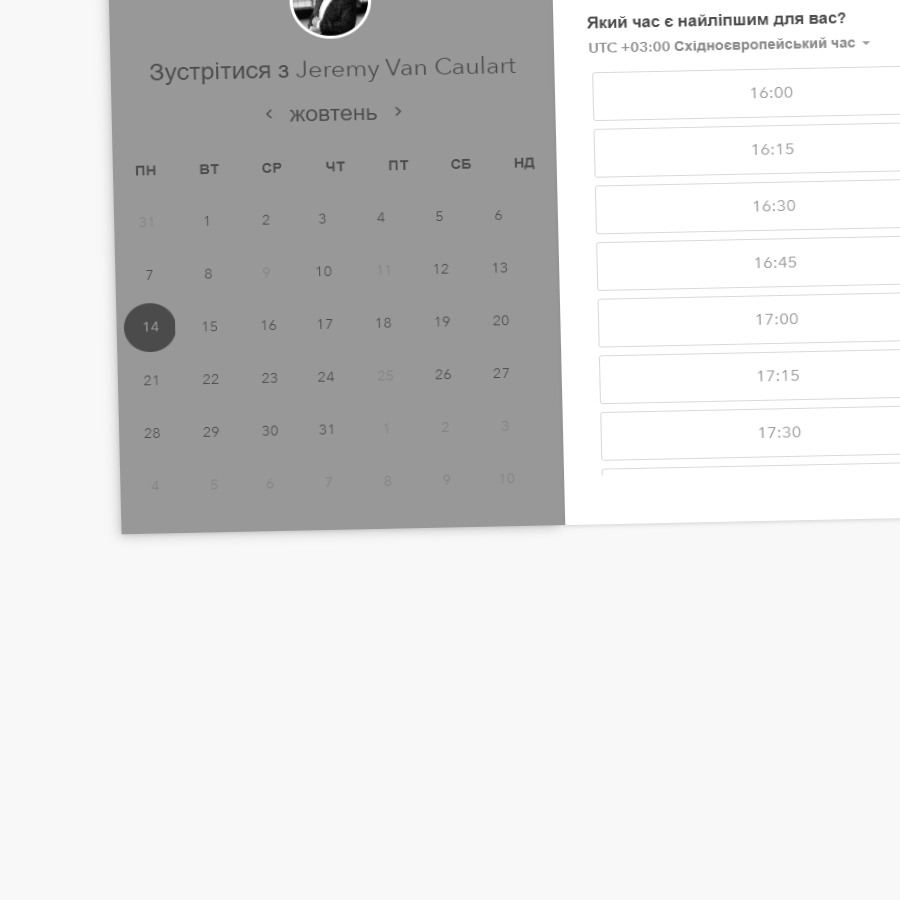 Зустрітися з Jeremy Van Caulart
жовтень
ПН ВТ СР ЧТ ПТ СБ НД
31 1 2 3 4 5 6
7 8 9 10 11 12 13
14 15 16 17 18 19 20
21 22 23 24 25 26 27
28 29 30 31 1 2 3
4 5 6 7 8 9 10
Який час є найліпшим для вас?
UTC +03:00 Східноєвропейський час
16:00
16:15
16:30
16:45
17:00
17:15
17:30